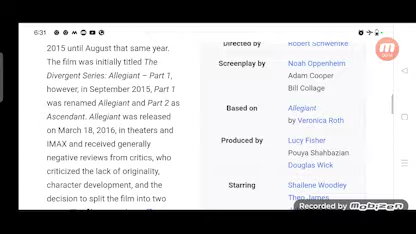 6:31
2015 until August that same year.
The film was initially titled The
Divergent Series: Allegiant – Part 1,
however, in September 2015, Part 1
was renamed Allegiant and Part 2 as
Ascendant. Allegiant was released
on March 18, 2016, in theaters and
IMAX and received generally
negative reviews from critics, who
criticized the lack of originality,
character development, and the
decision to split the film into two
Directed by Robert Schwentke
Screenplay by Noah Oppenheim
Adam Cooper
Bill Collage
Based on Allegiant
by Veronica Roth
Produced by Lucy Fisher
Pouya Shahbazian
Douglas Wick
Starring Shailene Woodley
Theo James
Recorded by Mobizen